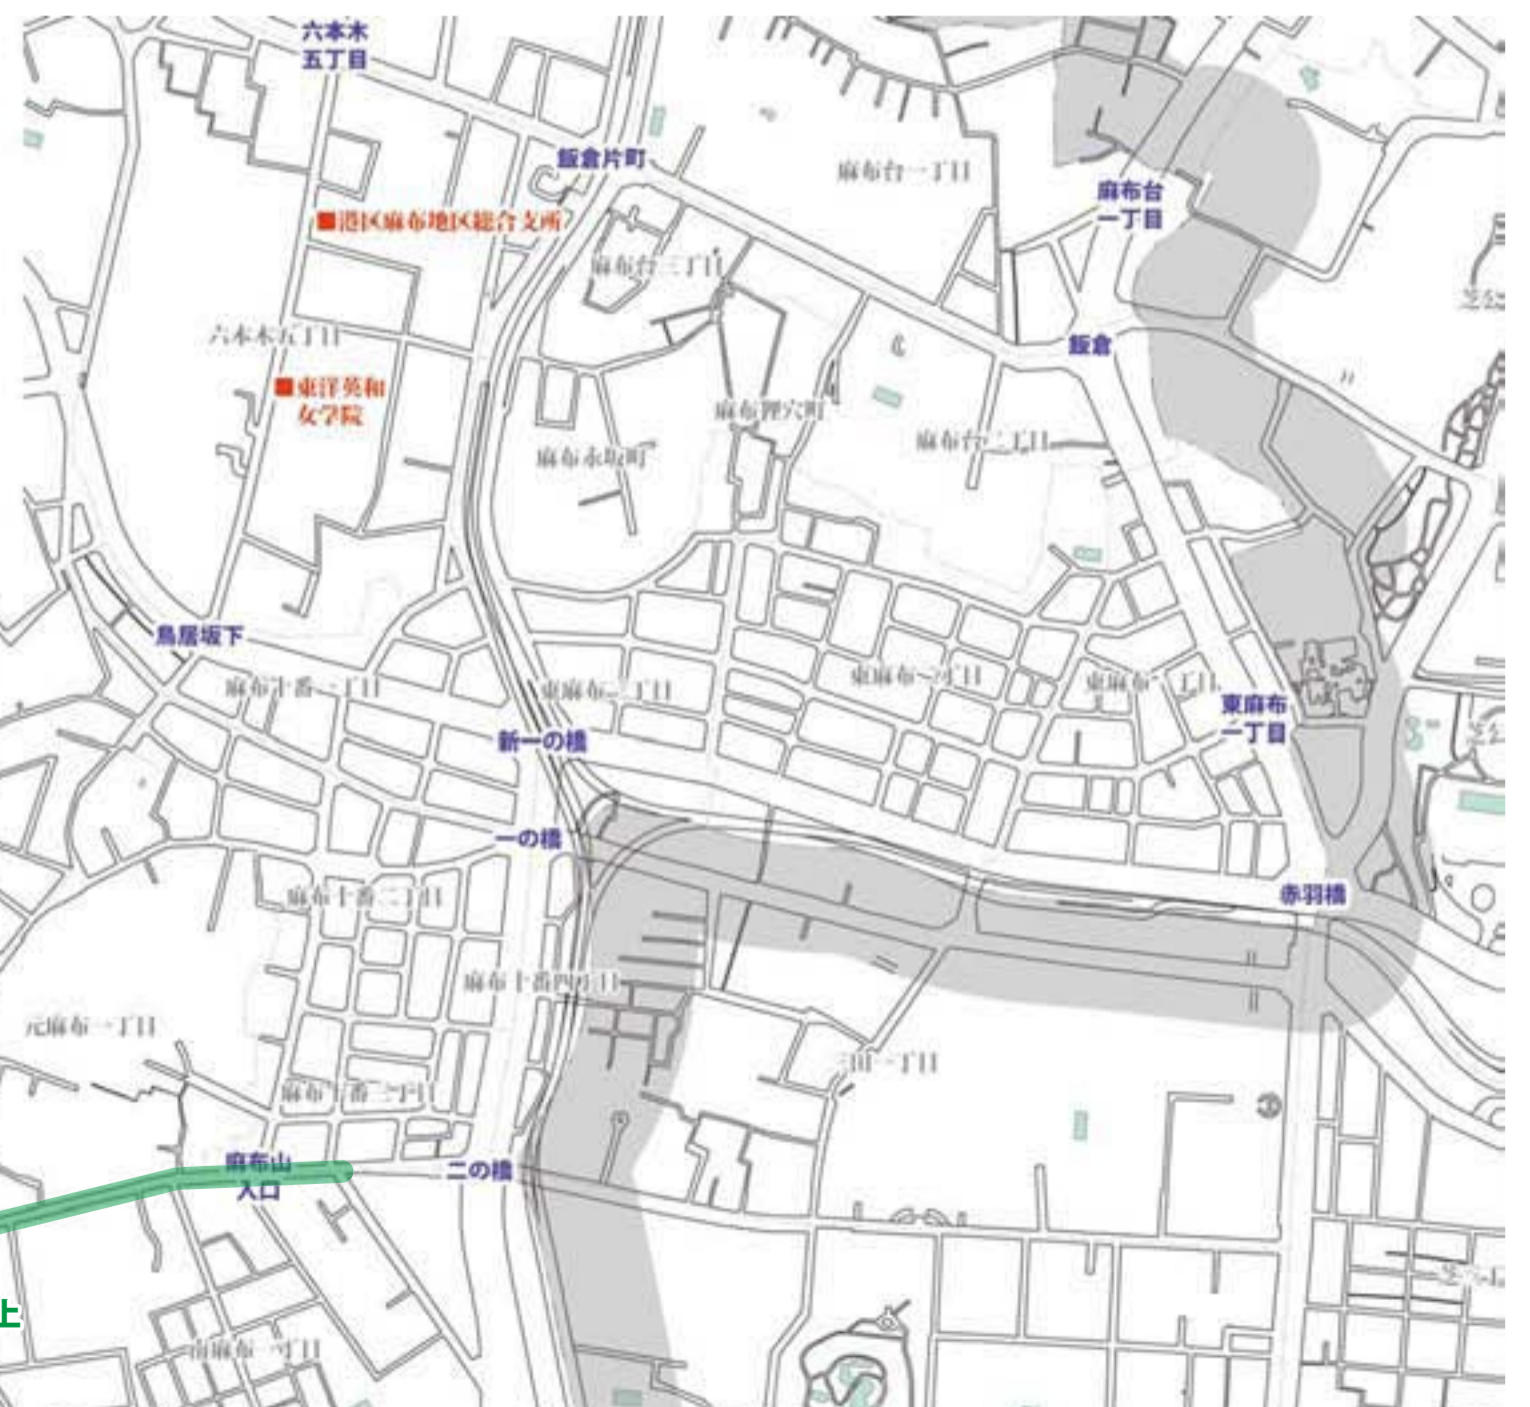 六本木
五丁目
飯倉片町
麻布台一丁目
麻布台
一丁目
■港区麻布地区総合支所
麻布台三丁目
芝公
六本木五丁目
飯倉
■東洋英和
女学院
麻布狸穴町
麻布台二丁目
麻布永坂町
鳥居坂下
麻布十番一丁目
東麻布三丁目
東麻布二丁目
東麻布一丁目
東麻布
一丁目
芝公
新一の橋
一の橋
赤羽橋
麻布十番二丁目
麻布十番四丁目
元麻布一丁目
三田一丁目
麻布十番三丁目
麻布山
入口
二の橋
上
南麻布一丁目